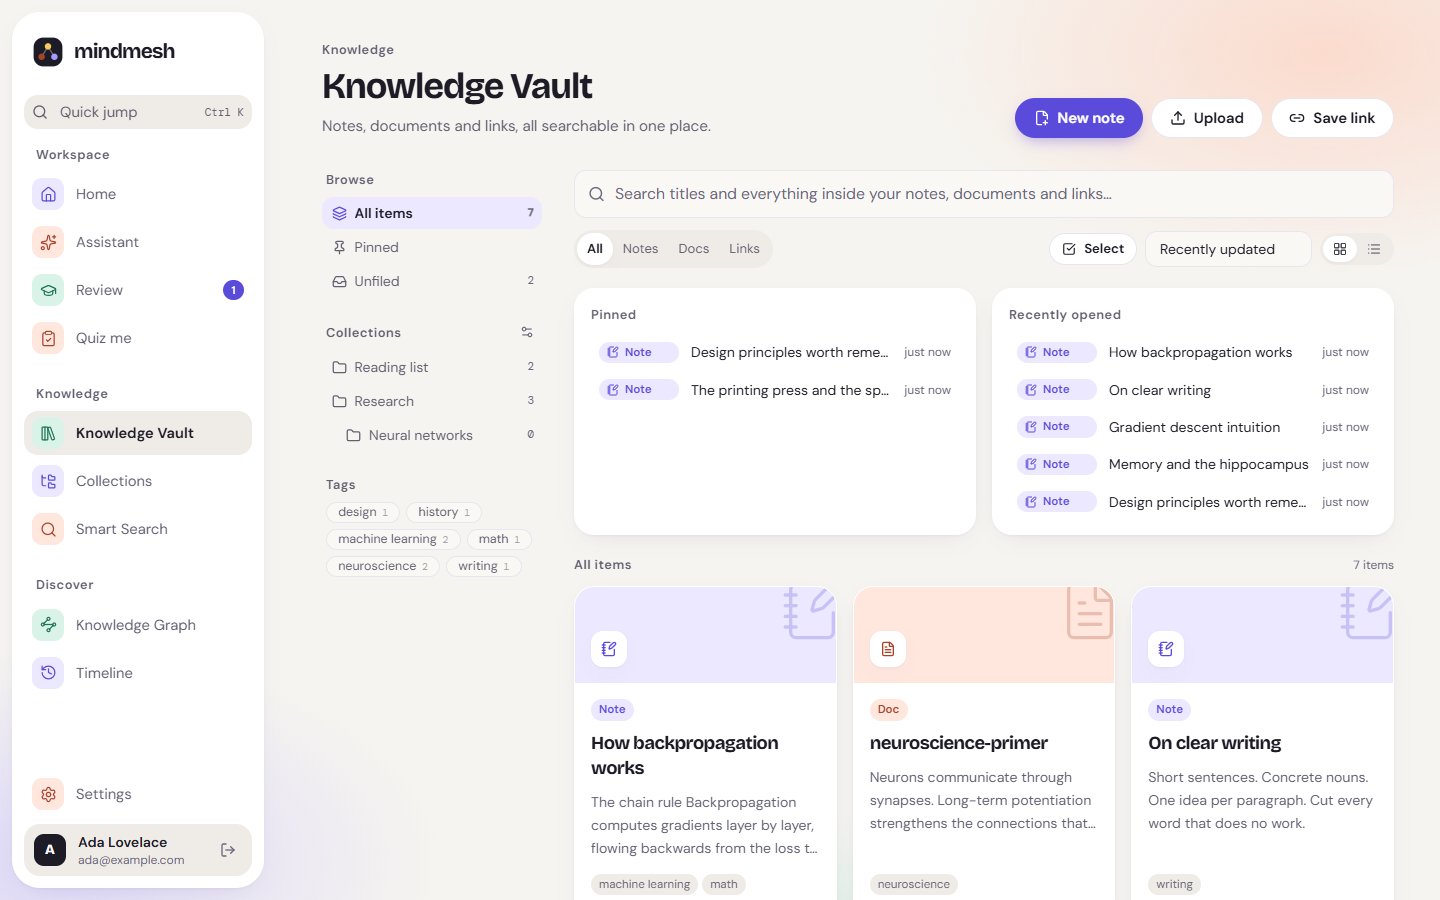 mindmesh
Quick jump
Ctrl K
Workspace
Home
Assistant
Review
1
Quiz me
Knowledge
Knowledge Vault
Collections
Smart Search
Discover
Knowledge Graph
Timeline
Settings
A
Ada Lovelace
ada@example.com
Knowledge
Knowledge Vault
Notes, documents and links, all searchable in one place.
New note
Upload
Save link
Browse
All items 7
Pinned
Unfiled 2
Collections
Reading list 2
Research 3
Neural networks 0
Tags
design 1 history 1
machine learning 2 math 1
neuroscience 2 writing 1
Search titles and everything inside your notes, documents and links...
All Notes Docs Links
Select
Recently updated
Pinned
Note Design principles worth reme... just now
Note The printing press and the sp... just now
Recently opened
Note How backpropagation works just now
Note On clear writing just now
Note Gradient descent intuition just now
Note Memory and the hippocampus just now
Note Design principles worth reme... just now
All items
7 items
Note
How backpropagation
works
The chain rule Backpropagation
computes gradients layer by layer,
flowing backwards from the loss t...
machine learning math
Doc
neuroscience-primer
Neurons communicate through
synapses. Long-term potentiation
strengthens the connections that...
neuroscience
Note
On clear writing
Short sentences. Concrete nouns.
One idea per paragraph. Cut every
word that does no work.
writing